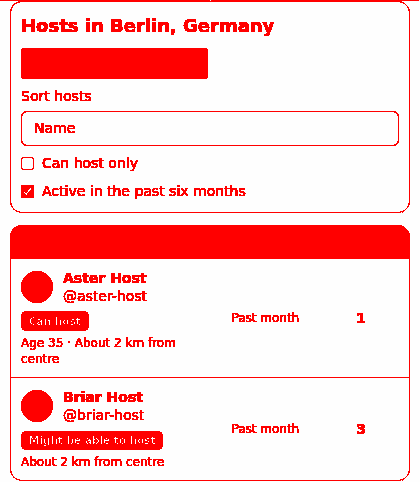 Hosts in Berlin, Germany
Sort hosts
Name
Can host only
Active in the past six months
Aster Host
@aster-host
Can host
Past month
1
Age 35 · About 2 km from
centre
Briar Host
@briar-host
Might be able to host
Past month
3
About 2 km from centre